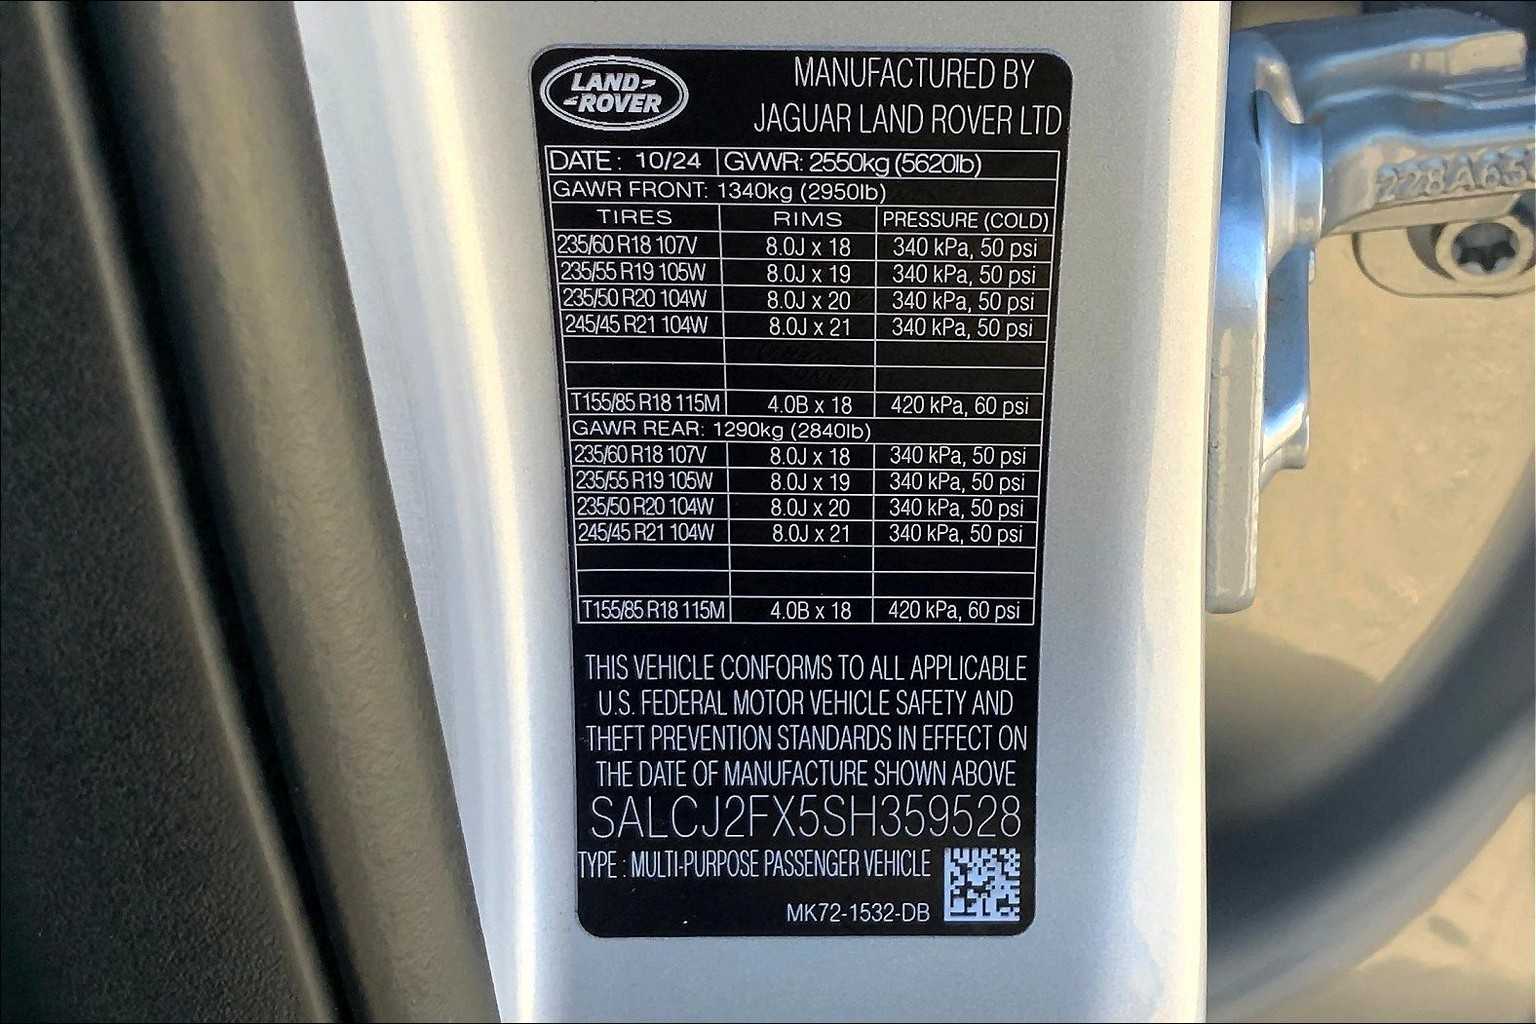 LAND
ROVER
MANUFACTURED BY
JAGUAR LAND ROVER LTD
DATE : 10/24 GVWR: 2550kg (5620lb)
GAWR FRONT: 1340kg (2950lb)
TIRES RIMS PRESSURE (COLD)
235/60 R18 107V 8.0J x 18 340 kPa, 50 psi
235/55 R19 105W 8.0J x 19 340 kPa, 50 psi
235/50 R20 104W 8.0J x 20 340 kPa, 50 psi
245/45 R21 104W 8.0J x 21 340 kPa, 50 psi
T155/85 R18 115M 4.0B x 18 420 kPa, 60 psi
GAWR REAR: 1290kg (2840lb)
235/60 R18 107V 8.0J x 18 340 kPa, 50 psi
235/55 R19 105W 8.0J x 19 340 kPa, 50 psi
235/50 R20 104W 8.0J x 20 340 kPa, 50 psi
245/45 R21 104W 8.0J x 21 340 kPa, 50 psi
T155/85 R18 115M 4.0B x 18 420 kPa, 60 psi
THIS VEHICLE CONFORMS TO ALL APPLICABLE
U.S. FEDERAL MOTOR VEHICLE SAFETY AND
THEFT PREVENTION STANDARDS IN EFFECT ON
THE DATE OF MANUFACTURE SHOWN ABOVE
SALCJ2FX5SH359528
TYPE : MULTI-PURPOSE PASSENGER VEHICLE
MK72-1532-DB